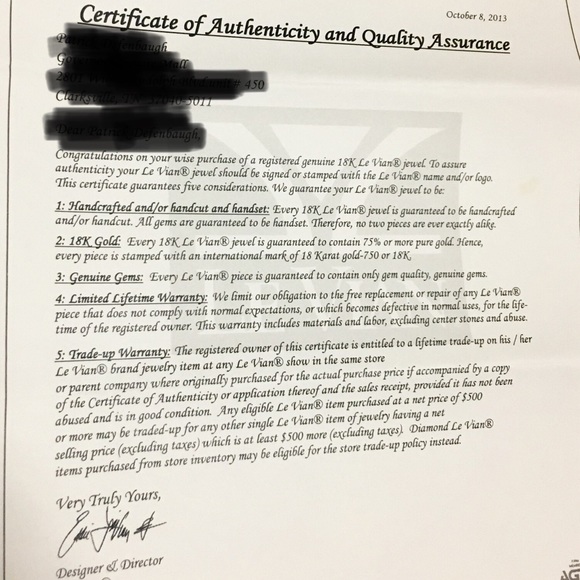 October 8, 2013
Certificate of Authenticity and Quality Assurance
# 450
Congratulations on your wise purchase of a registered genuine 18K Le Vian® jewel. To assure
authenticity your Le Vian® jewel should be signed or stamped with the Le Vian® name and/or logo.
This certificate guarantees five considerations. We guarantee your Le Vian® jewel to be:
1: Handcrafted and/or handcut and handset: Every 18K Le Vian® jewel is guaranteed to be handcrafted
and/or handcut. All gems are guaranteed to be handset. Therefore, no two pieces are ever exactly alike.
2: 18K Gold: Every 18K Le Vian® jewel is guaranteed to contain 75% or more pure gold. Hence,
every piece is stamped with an international mark of 18 Karat gold-750 or 18K.
3: Genuine Gems: Every Le Vian® piece is guaranteed to contain only gem quality, genuine gems.
4: Limited Lifetime Warranty: We limit our obligation to the free replacement or repair of any Le Vian®
piece that does not comply with normal expectations, or which becomes defective in normal uses, for the life-
time of the registered owner. This warranty includes materials and labor, excluding center stones and abuse.
5: Trade-up Warranty: The registered owner of this certificate is entitled to a lifetime trade-up on his / her
Le Vian® brand jewelry item at any Le Vian® show in the same store
or parent company where originally purchased for the actual purchase price if accompanied by a copy
of the Certificate of Authenticity or application thereof and the sales receipt, provided it has not been
abused and is in good condition. Any eligible Le Vian® item purchased at a net price of $500
or more may be traded-up for any other single Le Vian® item of jewelry having a net
selling price (excluding taxes) which is at least $500 more (excluding taxes). Diamond Le Vian®
items purchased from store inventory may be eligible for the store trade-up policy instead.
Very Truly Yours,
Designer & Director